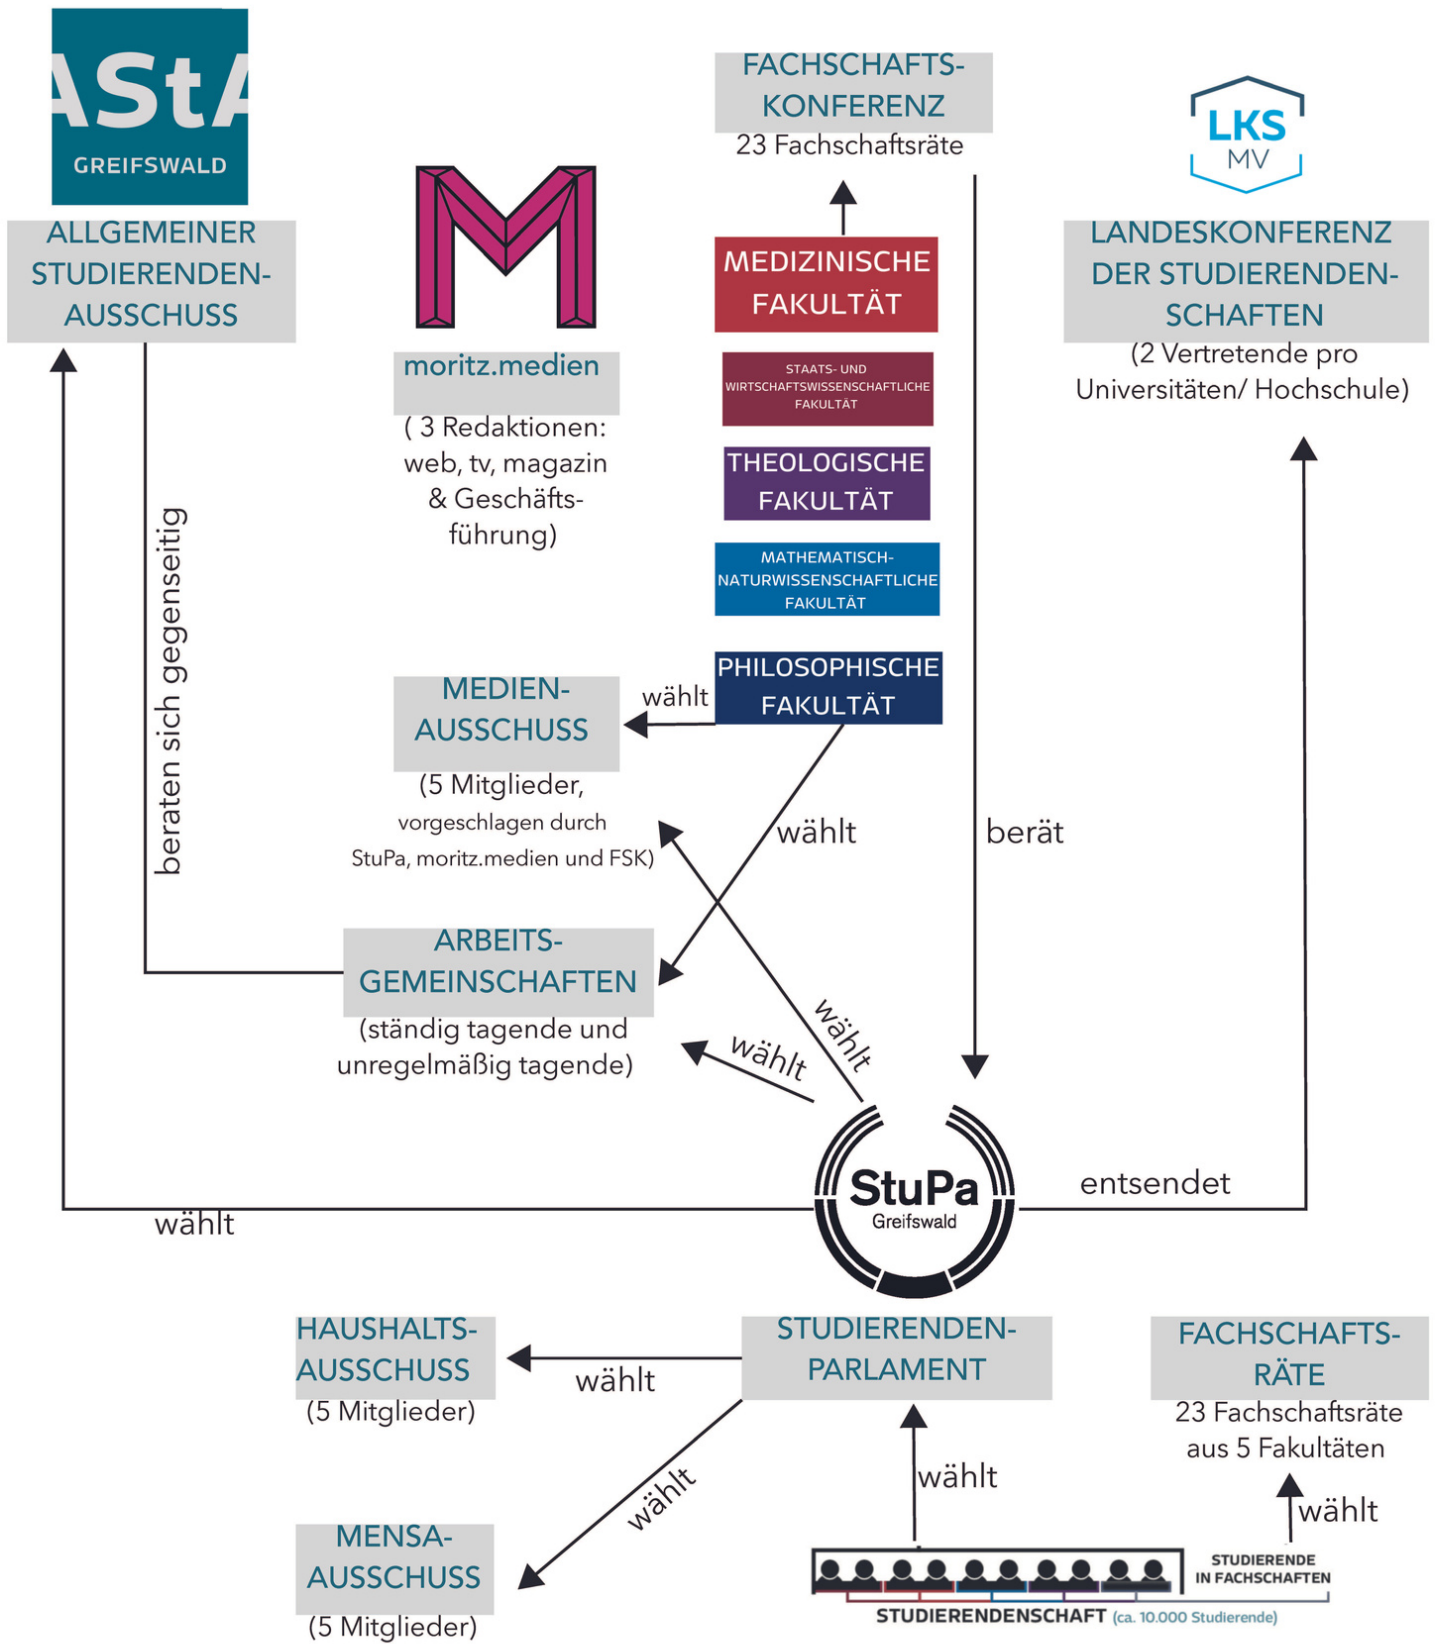 AStA
GREIFSWALD
ALLGEMEINER
STUDIERENDEN-
AUSSCHUSS
moritz.medien
( 3 Redaktionen:
web, tv, magazin
& Geschäfts-
führung)
FACHSCHAFTS-
KONFERENZ
23 Fachschaftsräte
MEDIZINISCHE
FAKULTÄT
STAATS- UND
WIRTSCHAFTSWISSENSCHAFTLICHE
FAKULTÄT
THEOLOGISCHE
FAKULTÄT
MATHEMATISCH-
NATURWISSENSCHAFTLICHE
FAKULTÄT
PHILOSOPHISCHE
FAKULTÄT
LKS
MV
LANDESKONFERENZ
DER STUDIERENDEN-
SCHAFTEN
(2 Vertretende pro
Universitäten/ Hochschule)
beraten sich gegenseitig
wählt
MEDIEN-
AUSSCHUSS
(5 Mitglieder,
vorgeschlagen durch
StuPa, moritz.medien und FSK)
wählt
berät
ARBEITS-
GEMEINSCHAFTEN
(ständig tagende und
unregelmäßig tagende)
wählt
wählt
StuPa
Greifswald
entsendet
wählt
HAUSHALTS-
AUSSCHUSS
(5 Mitglieder)
wählt
STUDIERENDEN-
PARLAMENT
FACHSCHAFTS-
RÄTE
23 Fachschaftsräte
aus 5 Fakultäten
wählt
wählt
wählt
MENSA-
AUSSCHUSS
(5 Mitglieder)
STUDIERENDE
IN FACHSCHAFTEN
STUDIERENDENSCHAFT (ca. 10.000 Studierende)